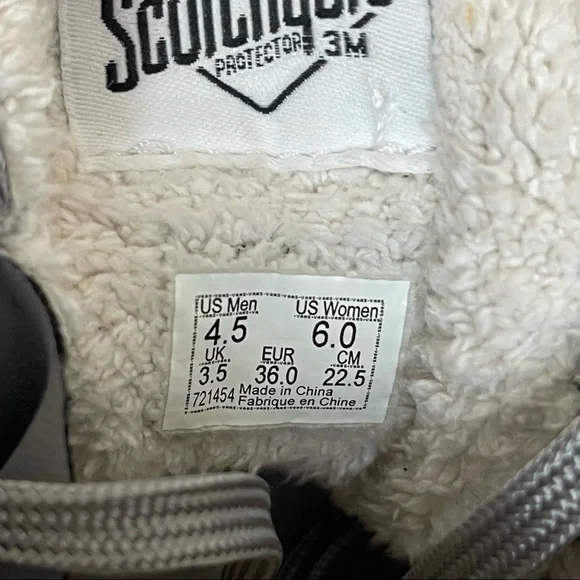 Scotchgard
PROTECTOR 3M
US Men US Women
4.5 6.0
UK EUR CM
3.5 36.0 22.5
721454 Made in China
Fabrique en Chine